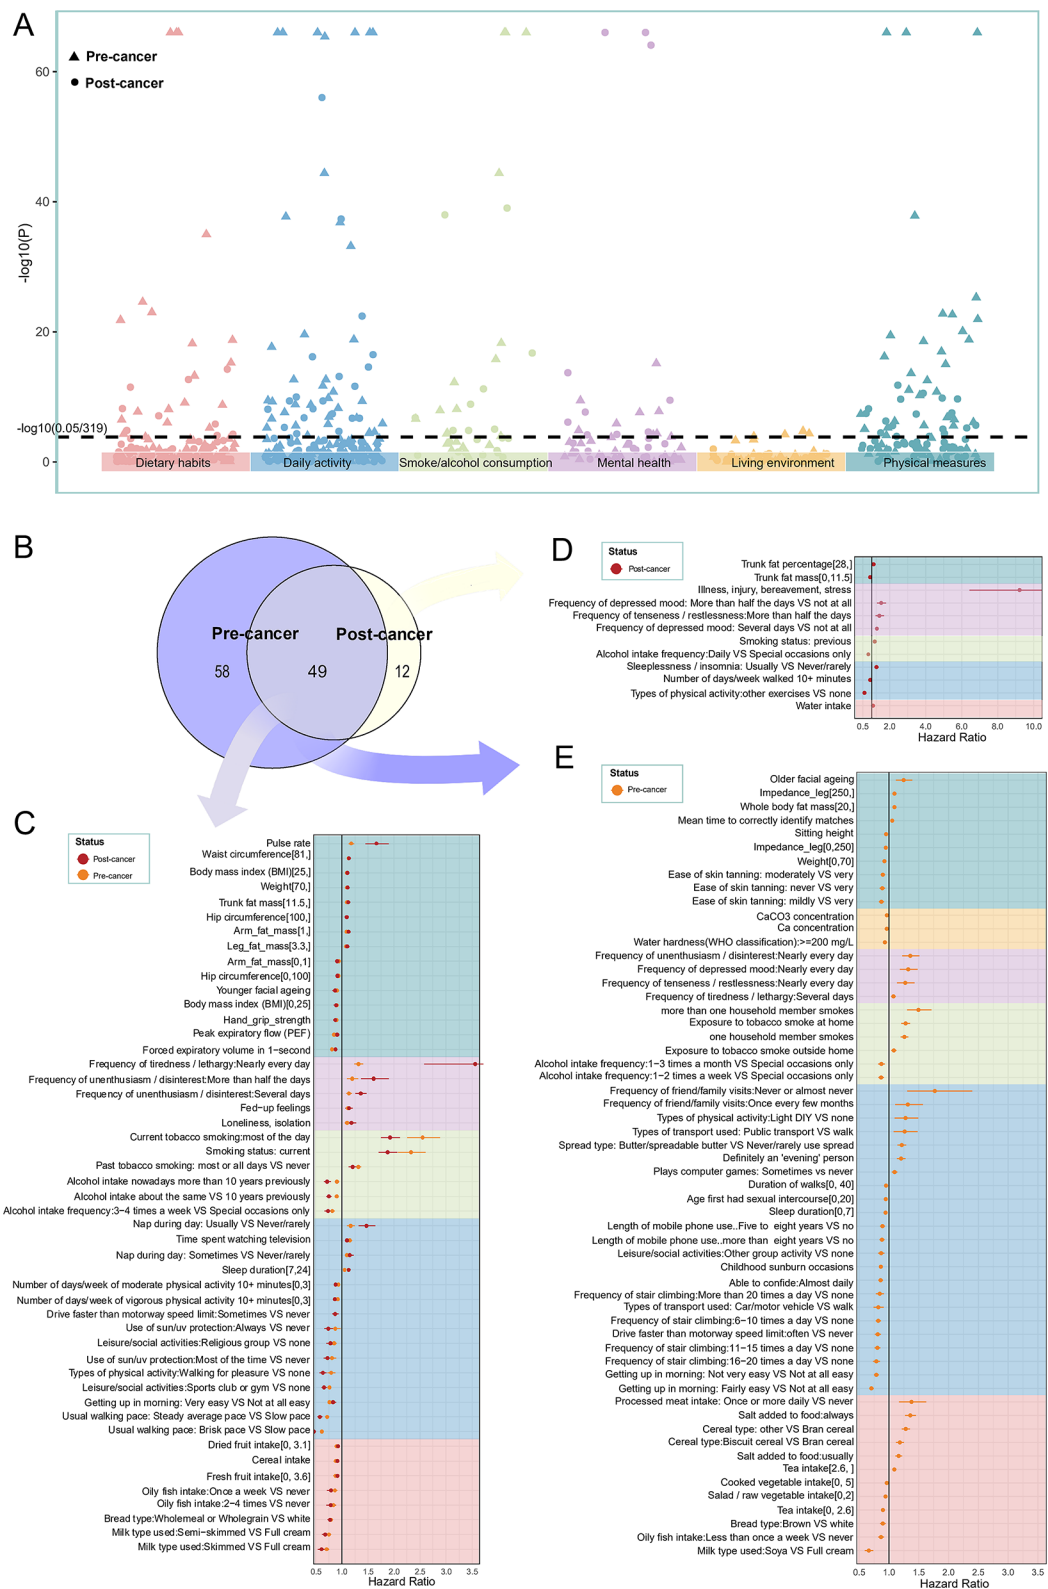 A
Pre-cancer
Post-cancer
60
40
20
0
-log10(P)
-log10(0.05/319)
Dietary habits
Daily activity
Smoke/alcohol consumption
Mental health
Living environment
Physical measures
B
Pre-cancer
Post-cancer
58
49
12
D
Status
Post-cancer
Trunk fat percentage[28,]
Trunk fat mass[0,11.5]
Illness, injury, bereavement, stress
Frequency of depressed mood: More than half the days VS not at all
Frequency of tenseness / restlessness:More than half the days
Frequency of depressed mood: Several days VS not at all
Smoking status: previous
Alcohol intake frequency:Daily VS Special occasions only
Sleeplessness / insomnia: Usually VS Never/rarely
Number of days/week walked 10+ minutes
Types of physical activity:other exercises VS none
Water intake
0.5 2.0 4.0 6.0 8.0 10.0
Hazard Ratio
C
Status
Post-cancer
Pre-cancer
Pulse rate
Waist circumference[81,]
Body mass index (BMI)[25,]
Weight[70,]
Trunk fat mass[11.5,]
Hip circumference[100,]
Arm_fat_mass[1,]
Leg_fat_mass[3.3,]
Arm_fat_mass[0,1]
Hip circumference[0,100]
Younger facial ageing
Body mass index (BMI)[0,25]
Hand_grip_strength
Peak expiratory flow (PEF)
Forced expiratory volume in 1-second
Frequency of tiredness / lethargy:Nearly every day
Frequency of unenthusiasm / disinterest:More than half the days
Frequency of unenthusiasm / disinterest:Several days
Fed-up feelings
Loneliness, isolation
Current tobacco smoking:most of the day
Smoking status: current
Past tobacco smoking: most or all days VS never
Alcohol intake nowadays more than 10 years previously
Alcohol intake about the same VS 10 years previously
Alcohol intake frequency:3−4 times a week VS Special occasions only
Nap during day: Usually VS Never/rarely
Time spent watching television
Nap during day: Sometimes VS Never/rarely
Sleep duration[7,24]
Number of days/week of moderate physical activity 10+ minutes[0,3]
Number of days/week of vigorous physical activity 10+ minutes[0,3]
Drive faster than motorway speed limit:Sometimes VS never
Use of sun/uv protection:Always VS never
Leisure/social activities:Religious group VS none
Use of sun/uv protection:Most of the time VS never
Types of physical activity:Walking for pleasure VS none
Leisure/social activities:Sports club or gym VS none
Getting up in morning: Very easy VS Not at all easy
Usual walking pace: Steady average pace VS Slow pace
Usual walking pace: Brisk pace VS Slow pace
Dried fruit intake[0, 3.1]
Cereal intake
Fresh fruit intake[0, 3.6]
Oily fish intake:Once a week VS never
Oily fish intake:2−4 times VS never
Bread type:Wholemeal or Wholegrain VS white
Milk type used:Semi−skimmed VS Full cream
Milk type used:Skimmed VS Full cream
0.5 1.0 1.5 2.0 2.5 3.0 3.5
Hazard Ratio
E
Status
Pre-cancer
Older facial ageing
Impedance_leg[250,]
Whole body fat mass[20,]
Mean time to correctly identify matches
Sitting height
Impedance_leg[0,250]
Weight[0,70]
Ease of skin tanning: moderately VS very
Ease of skin tanning: never VS very
Ease of skin tanning: mildly VS very
CaCO3 concentration
Ca concentration
Water hardness(WHO classification):>=200 mg/L
Frequency of unenthusiasm / disinterest:Nearly every day
Frequency of depressed mood:Nearly every day
Frequency of tenseness / restlessness:Nearly every day
Frequency of tiredness / lethargy:Several days
more than one household member smokes
Exposure to tobacco smoke at home
one household member smokes
Exposure to tobacco smoke outside home
Alcohol intake frequency:1−3 times a month VS Special occasions only
Alcohol intake frequency:1−2 times a week VS Special occasions only
Frequency of friend/family visits:Never or almost never
Frequency of friend/family visits:Once every few months
Types of physical activity:Light DIY VS none
Types of transport used: Public transport VS walk
Spread type: Butter/spreadable butter VS Never/rarely use spread
Definitely an 'evening' person
Plays computer games: Sometimes vs never
Duration of walks[0, 40]
Age first had sexual intercourse[0,20]
Sleep duration[0,7]
Length of mobile phone use..Five to eight years VS no
Length of mobile phone use..more than eight years VS no
Leisure/social activities:Other group activity VS none
Childhood sunburn occasions
Able to confide:Almost daily
Frequency of stair climbing:More than 20 times a day VS none
Types of transport used: Car/motor vehicle VS walk
Frequency of stair climbing:6−10 times a day VS none
Drive faster than motorway speed limit:often VS never
Frequency of stair climbing:11−15 times a day VS none
Frequency of stair climbing:16−20 times a day VS none
Getting up in morning: Not very easy VS Not at all easy
Getting up in morning: Fairly easy VS Not at all easy
Processed meat intake: Once or more daily VS never
Salt added to food:always
Cereal type: other VS Bran cereal
Cereal type:Biscuit cereal VS Bran cereal
Salt added to food:usually
Tea intake[2.6, ]
Cooked vegetable intake[0, 5]
Salad / raw vegetable intake[0,2]
Tea intake[0, 2.6]
Bread type:Brown VS white
Oily fish intake:Less than once a week VS never
Milk type used:Soya VS Full cream
0.5 1.0 1.5 2.0 2.5 3.0 3.5
Hazard Ratio